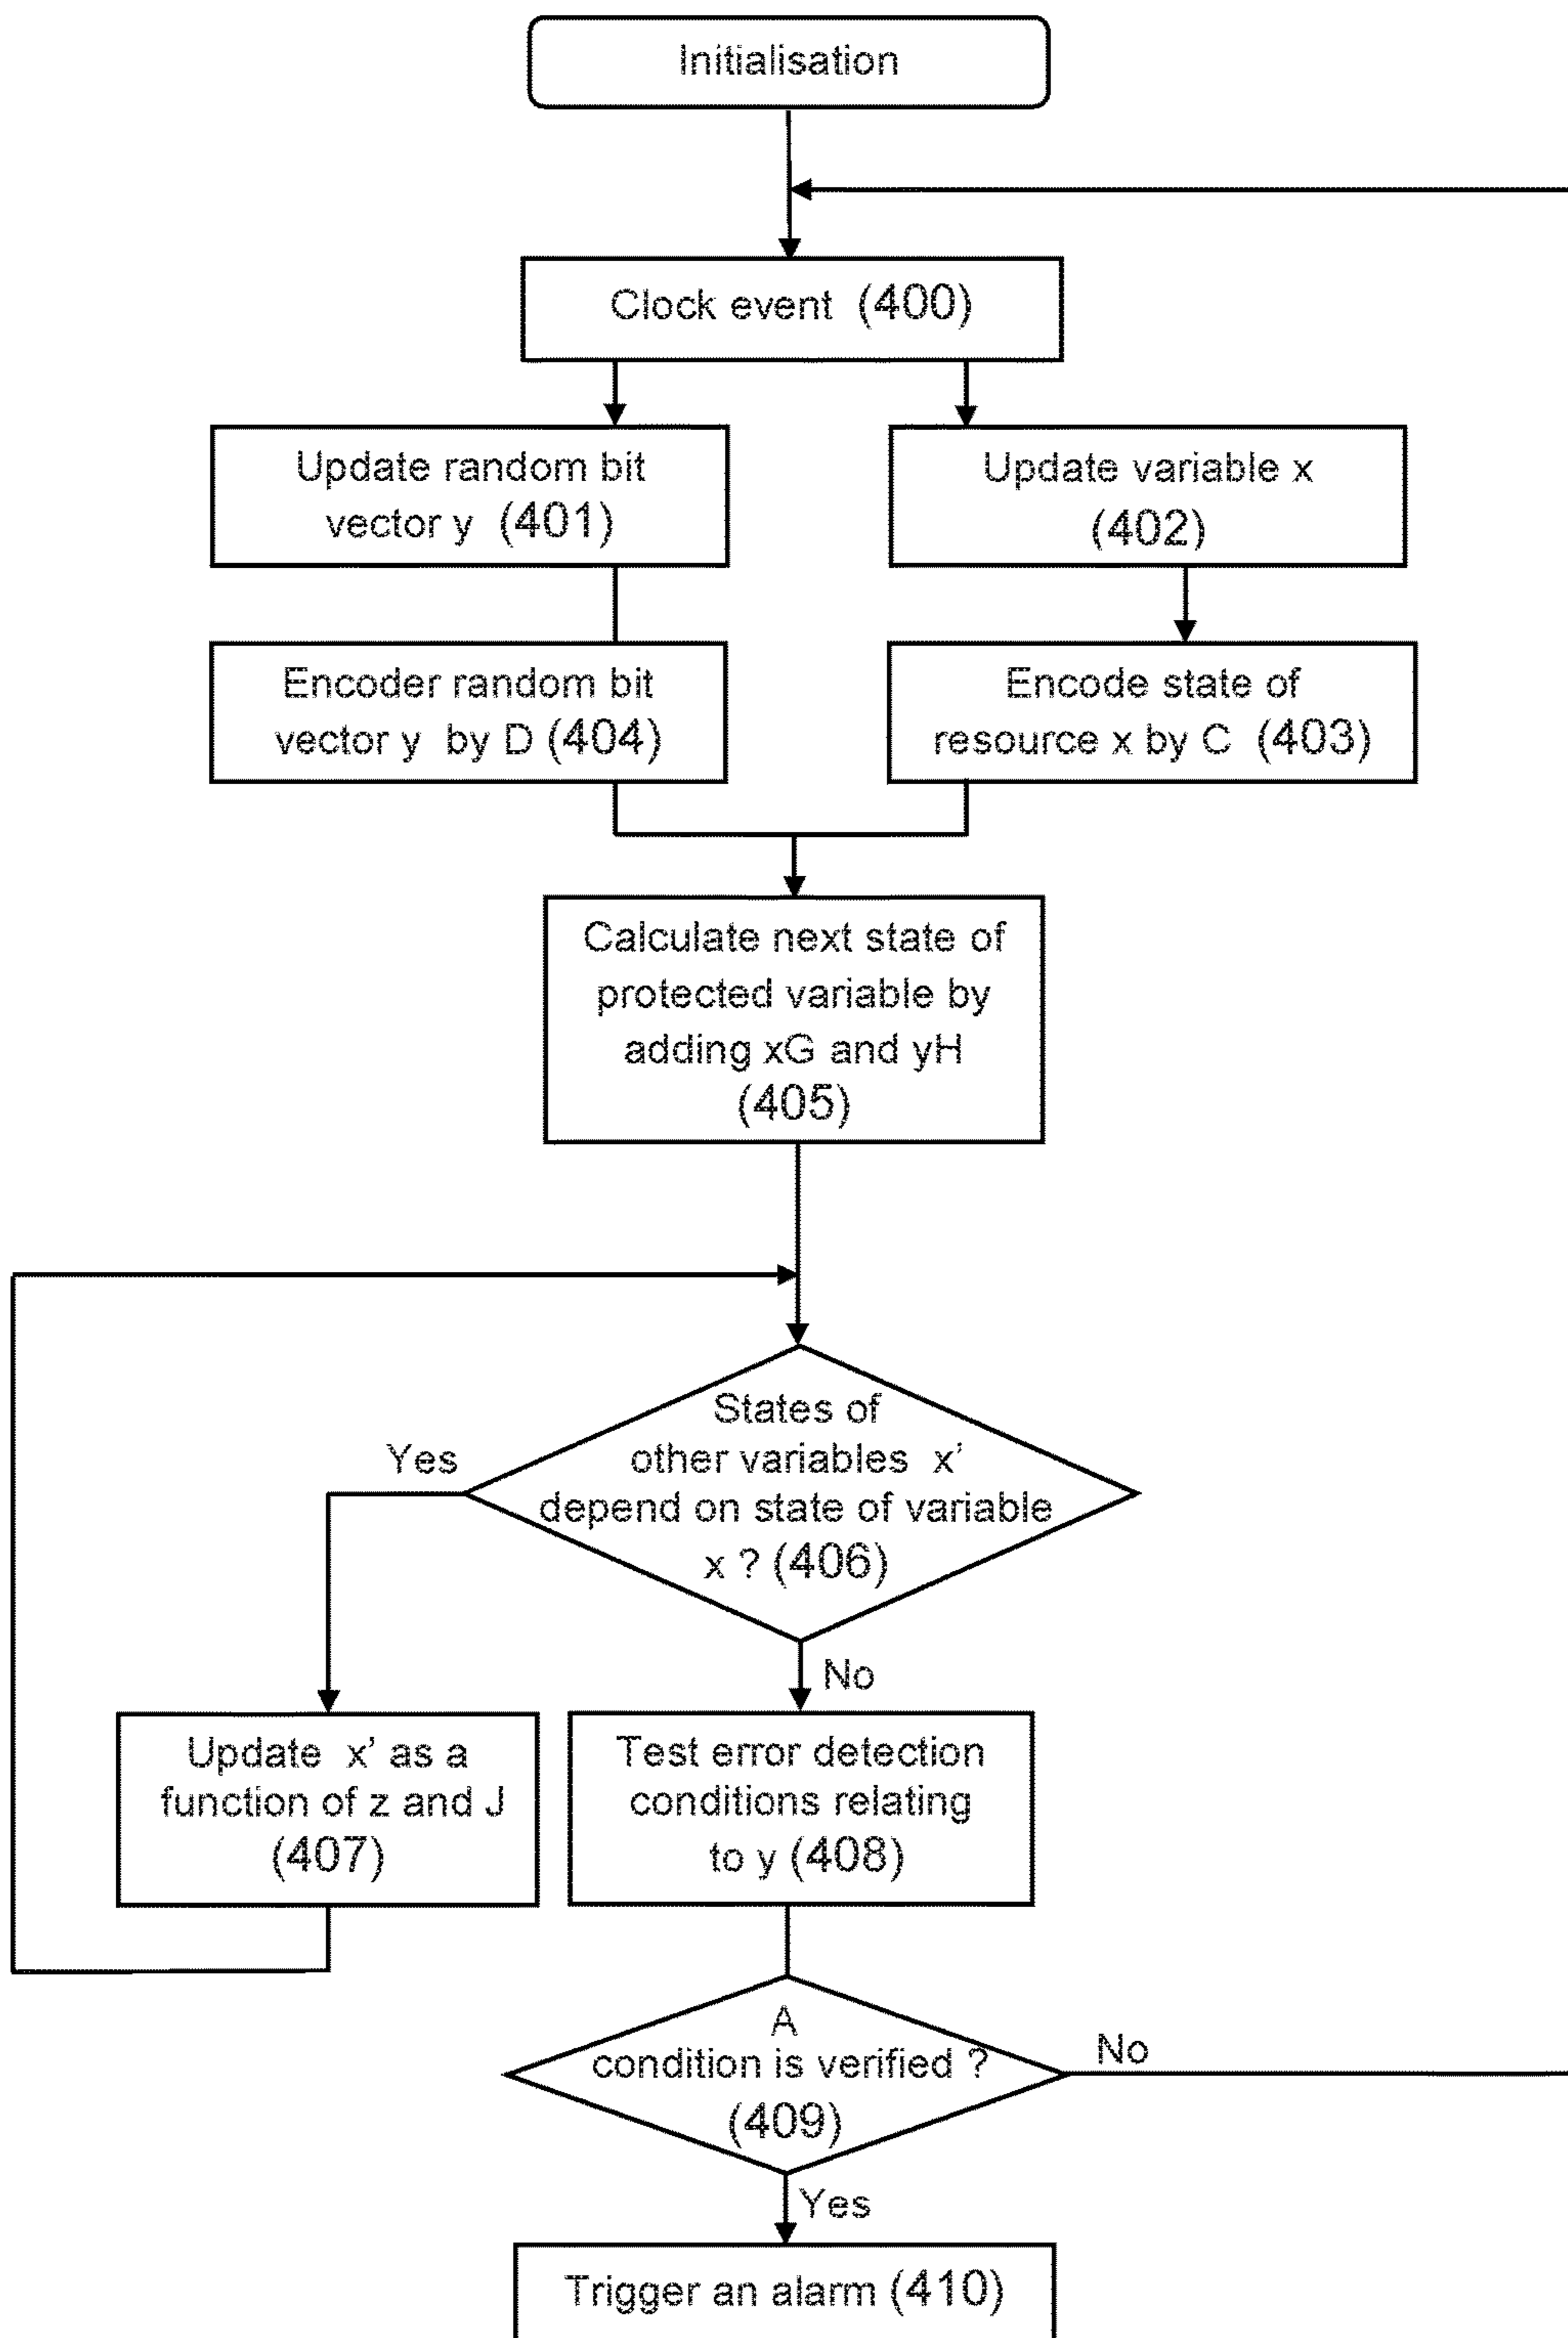 Initialisation
Clock event (400)
Update random bit
vector y (401)
Update variable x
(402)
Encoder random bit
vector y by D (404)
Encode state of
resource x by C (403)
Calculate next state of
protected variable by
adding xG and yH
(405)
States of
other variables x'
depend on state of variable
x ? (406)
Yes
No
Update x' as a
function of z and J
(407)
Test error detection
conditions relating
to y (408)
A
condition is verified ?
(409)
No
Yes
Trigger an alarm (410)